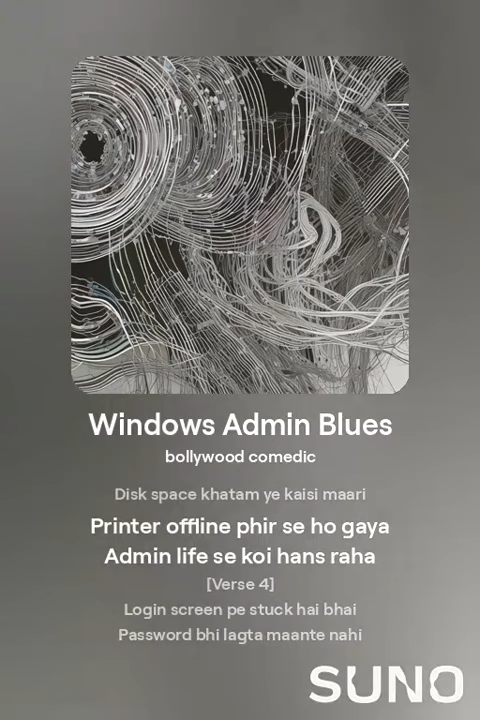 Windows Admin Blues
bollywood comedic
Disk space khatam ye kaisi maari
Printer offline phir se ho gaya
Admin life se koi hans raha
[Verse 4]
Login screen pe stuck hai bhai
Password bhi lagta maante nahi
SUNO